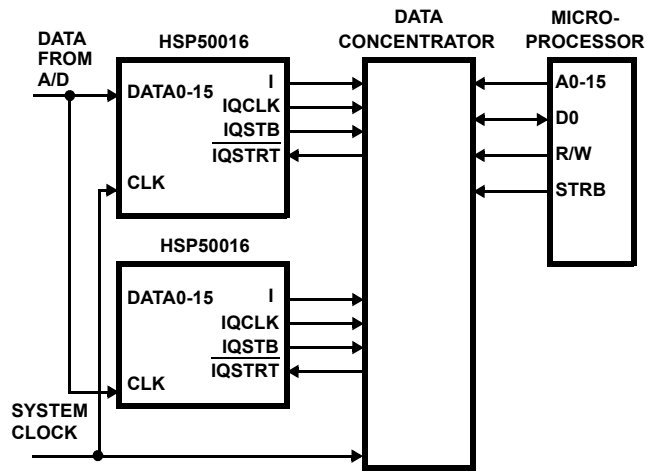 DATA
FROM
A/D
HSP50016
DATA0-15
I
IQCLK
IQSTB
IQSTRT
CLK
HSP50016
DATA0-15
I
IQCLK
IQSTB
IQSTRT
CLK
SYSTEM
CLOCK
DATA
CONCENTRATOR
MICRO-
PROCESSOR
A0-15
D0
R/W
STRB